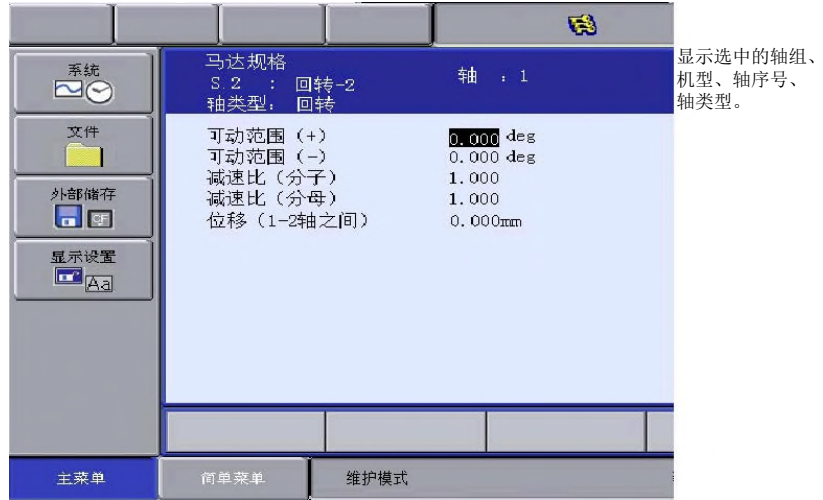 系统
文件
外部储存
CF
显示设置
Aa
马达规格
S.2 : 回转-2 轴 : 1
轴类型: 回转
可动范围(+) 0.000 deg
可动范围(-) 0.000 deg
减速比(分子) 1.000
减速比(分母) 1.000
位移(1-2轴之间) 0.000mm
主菜单
简单菜单
维护模式
显示选中的轴组、
机型、轴序号、
轴类型。